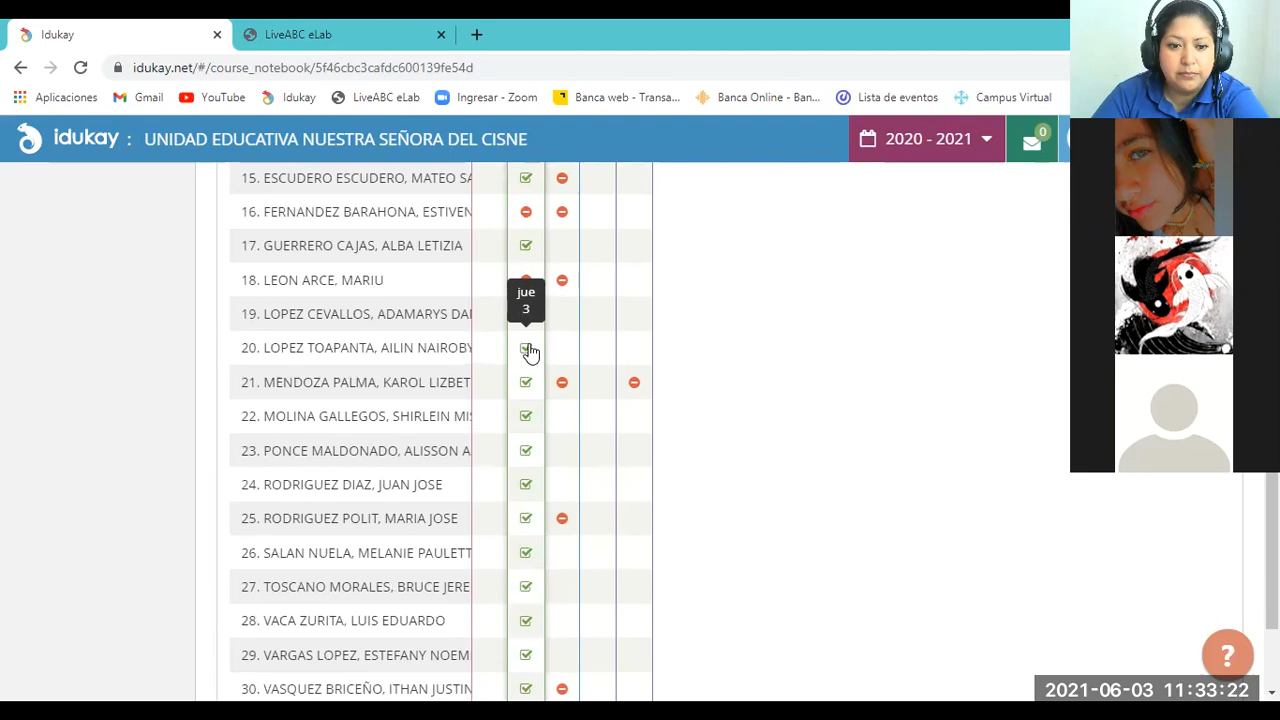 Idukay
LiveABC eLab
idukay.net/#/course_notebook/5f46cbc3cafdc600139fe54d
Aplicaciones
Gmail
YouTube
Idukay
LiveABC eLab
Ingresar - Zoom
Banca web - Transa...
Banca Online - Ban...
Lista de eventos
Campus Virtual
idukay : UNIDAD EDUCATIVA NUESTRA SEÑORA DEL CISNE
2020 - 2021
0
15. ESCUDERO ESCUDERO, MATEO SA
16. FERNANDEZ BARAHONA, ESTIVEN
17. GUERRERO CAJAS, ALBA LETIZIA
18. LEON ARCE, MARIU
jue
3
19. LOPEZ CEVALLOS, ADAMARYS DA
20. LOPEZ TOAPANTA, AILIN NAIROBY
21. MENDOZA PALMA, KAROL LIZBET
22. MOLINA GALLEGOS, SHIRLEIN MI
23. PONCE MALDONADO, ALISSON A
24. RODRIGUEZ DIAZ, JUAN JOSE
25. RODRIGUEZ POLIT, MARIA JOSE
26. SALAN NUELA, MELANIE PAULETT
27. TOSCANO MORALES, BRUCE JERE
28. VACA ZURITA, LUIS EDUARDO
29. VARGAS LOPEZ, ESTEFANY NOEM
30. VASQUEZ BRICEÑO, ITHAN JUSTIN
?
2021-06-03 11:33:22